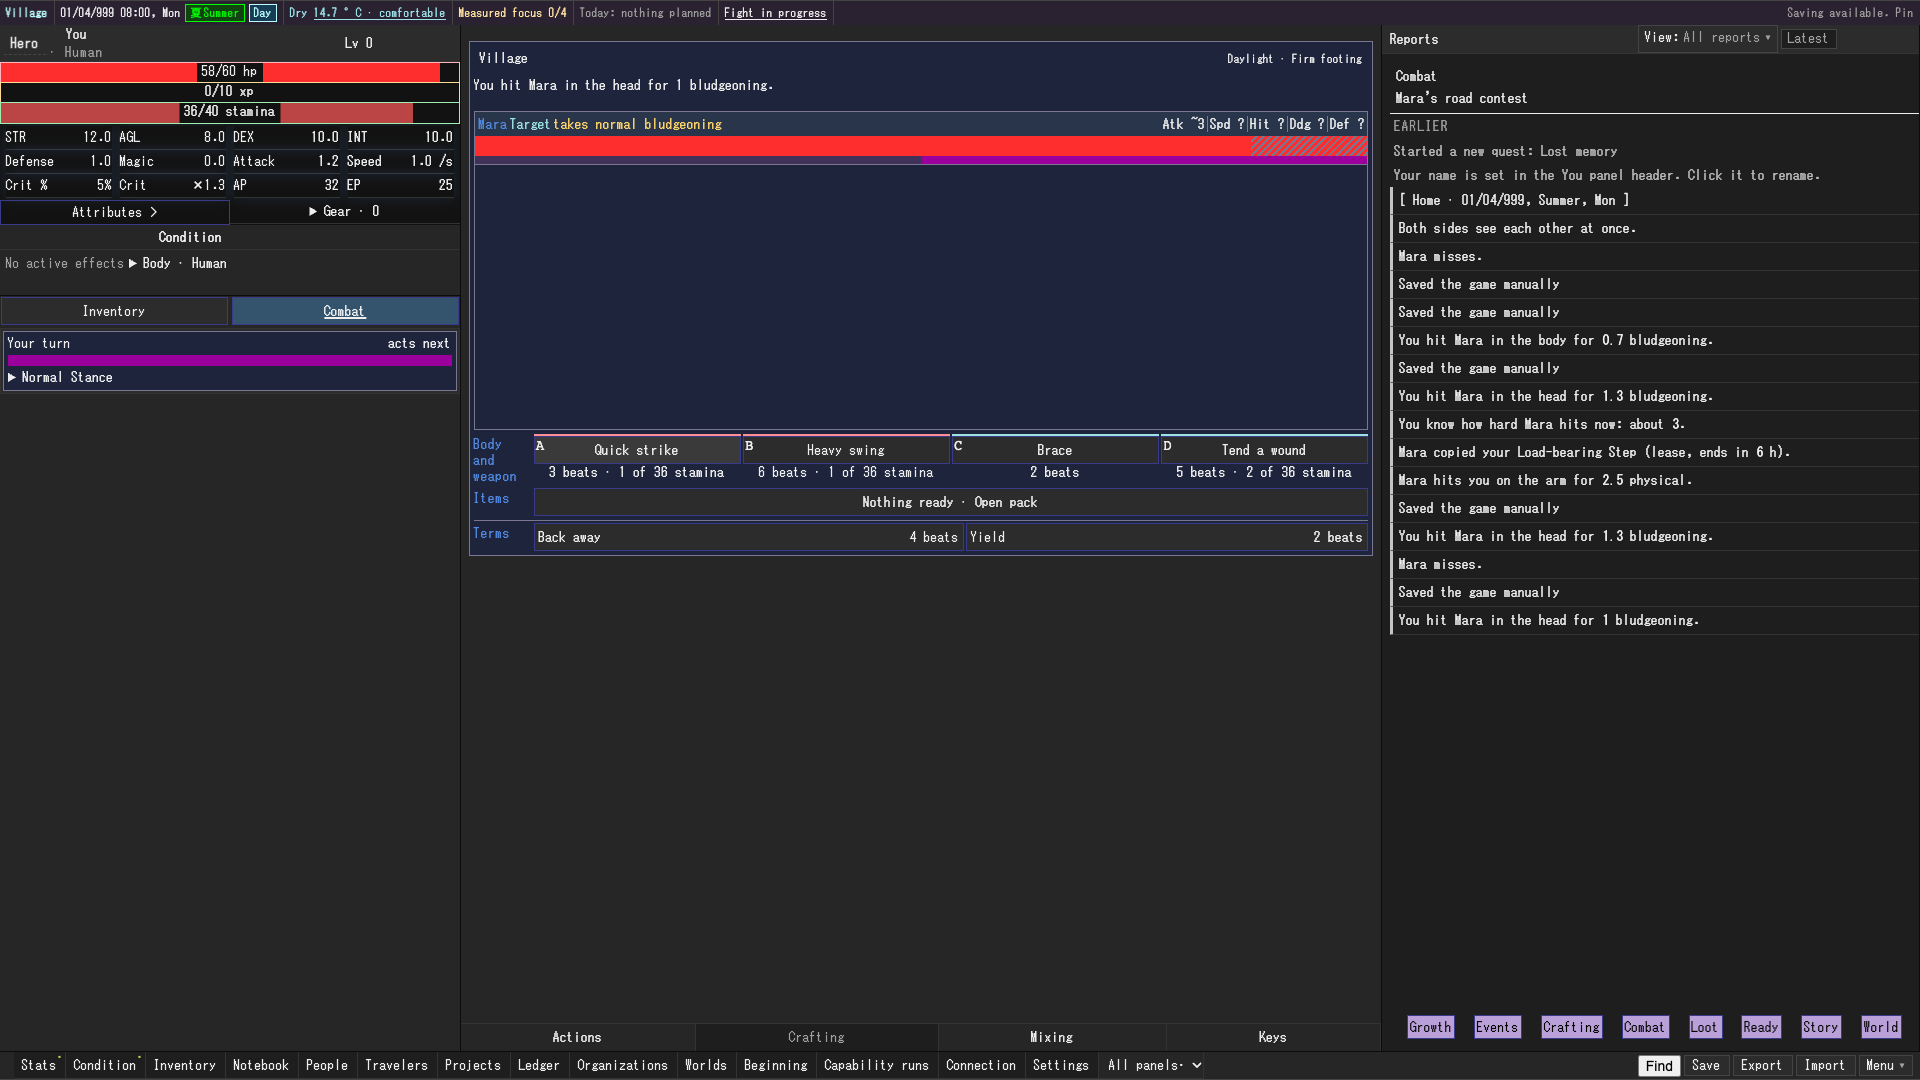 Village 01/04/999 08:00, Mon 夏Summer Day Dry 14.7 ° C · comfortable Measured focus 0/4 Today: nothing planned Fight in progress Saving available. Pin
Hero · You Lv 0
Human
58/60 hp
0/10 xp
36/40 stamina
STR 12.0 AGL 8.0 DEX 10.0 INT 10.0
Defense 1.0 Magic 0.0 Attack 1.2 Speed 1.0 /s
Crit % 5% Crit ×1.3 AP 32 EP 25
Attributes > ▶ Gear · 0
Condition
No active effects ▶ Body · Human
Inventory Combat
Your turn acts next
▶ Normal Stance
Village Daylight · Firm footing
You hit Mara in the head for 1 bludgeoning.
Mara Target takes normal bludgeoning Atk ~3 Spd ? Hit ? Ddg ? Def ?
Body and weapon
A Quick strike
3 beats · 1 of 36 stamina
B Heavy swing
6 beats · 1 of 36 stamina
C Brace
2 beats
D Tend a wound
5 beats · 2 of 36 stamina
Items Nothing ready · Open pack
Terms Back away 4 beats Yield 2 beats
Actions Crafting Mixing Keys
Reports View: All reports ▾ Latest
Combat
Mara's road contest
EARLIER
Started a new quest: Lost memory
Your name is set in the You panel header. Click it to rename.
[ Home · 01/04/999, Summer, Mon ]
Both sides see each other at once.
Mara misses.
Saved the game manually
Saved the game manually
You hit Mara in the body for 0.7 bludgeoning.
Saved the game manually
You hit Mara in the head for 1.3 bludgeoning.
You know how hard Mara hits now: about 3.
Mara copied your Load-bearing Step (lease, ends in 6 h).
Mara hits you on the arm for 2.5 physical.
Saved the game manually
You hit Mara in the head for 1.3 bludgeoning.
Mara misses.
Saved the game manually
You hit Mara in the head for 1 bludgeoning.
Growth Events Crafting Combat Loot Ready Story World
Stats Condition Inventory Notebook People Travelers Projects Ledger Organizations Worlds Beginning Capability runs Connection Settings All panels· Find Save Export Import Menu ▾